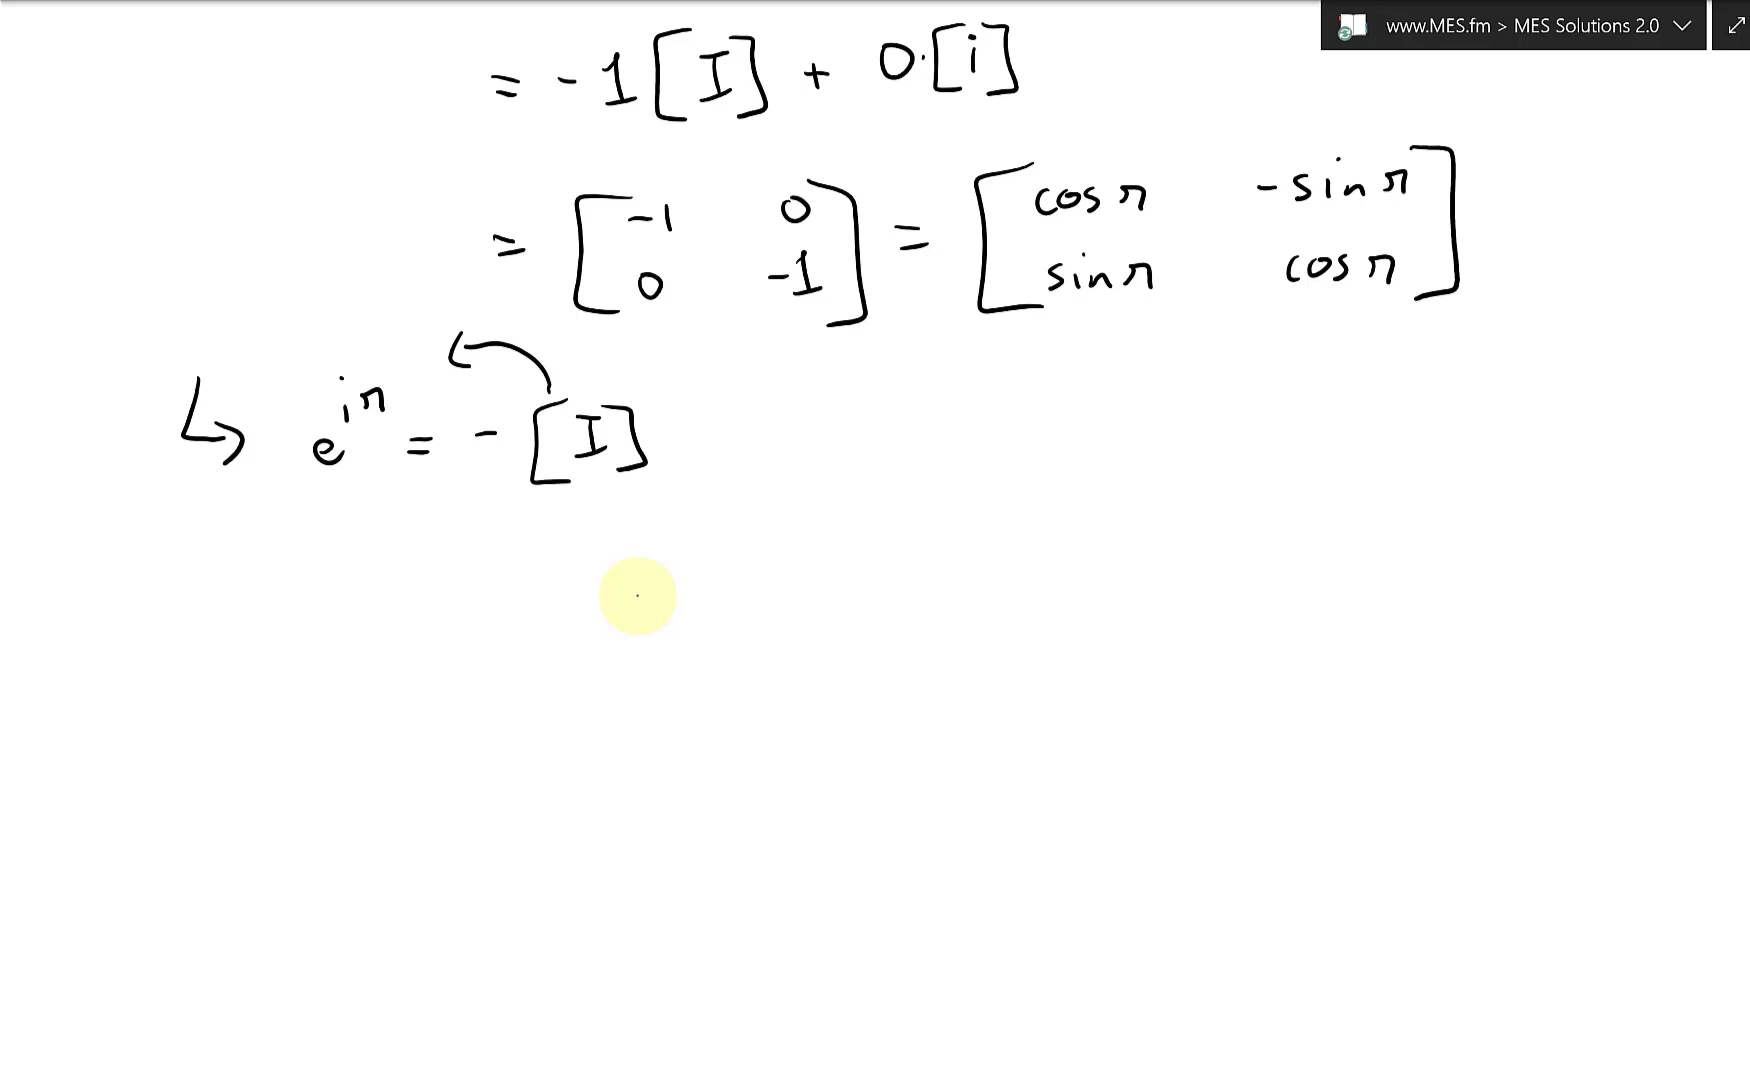 www.MES.fm > MES Solutions 2.0
= -1[I] + 0·[i]
= [-1 0 0 -1] = [cos π -sin π sin π cos π]
e^iπ = -[I]